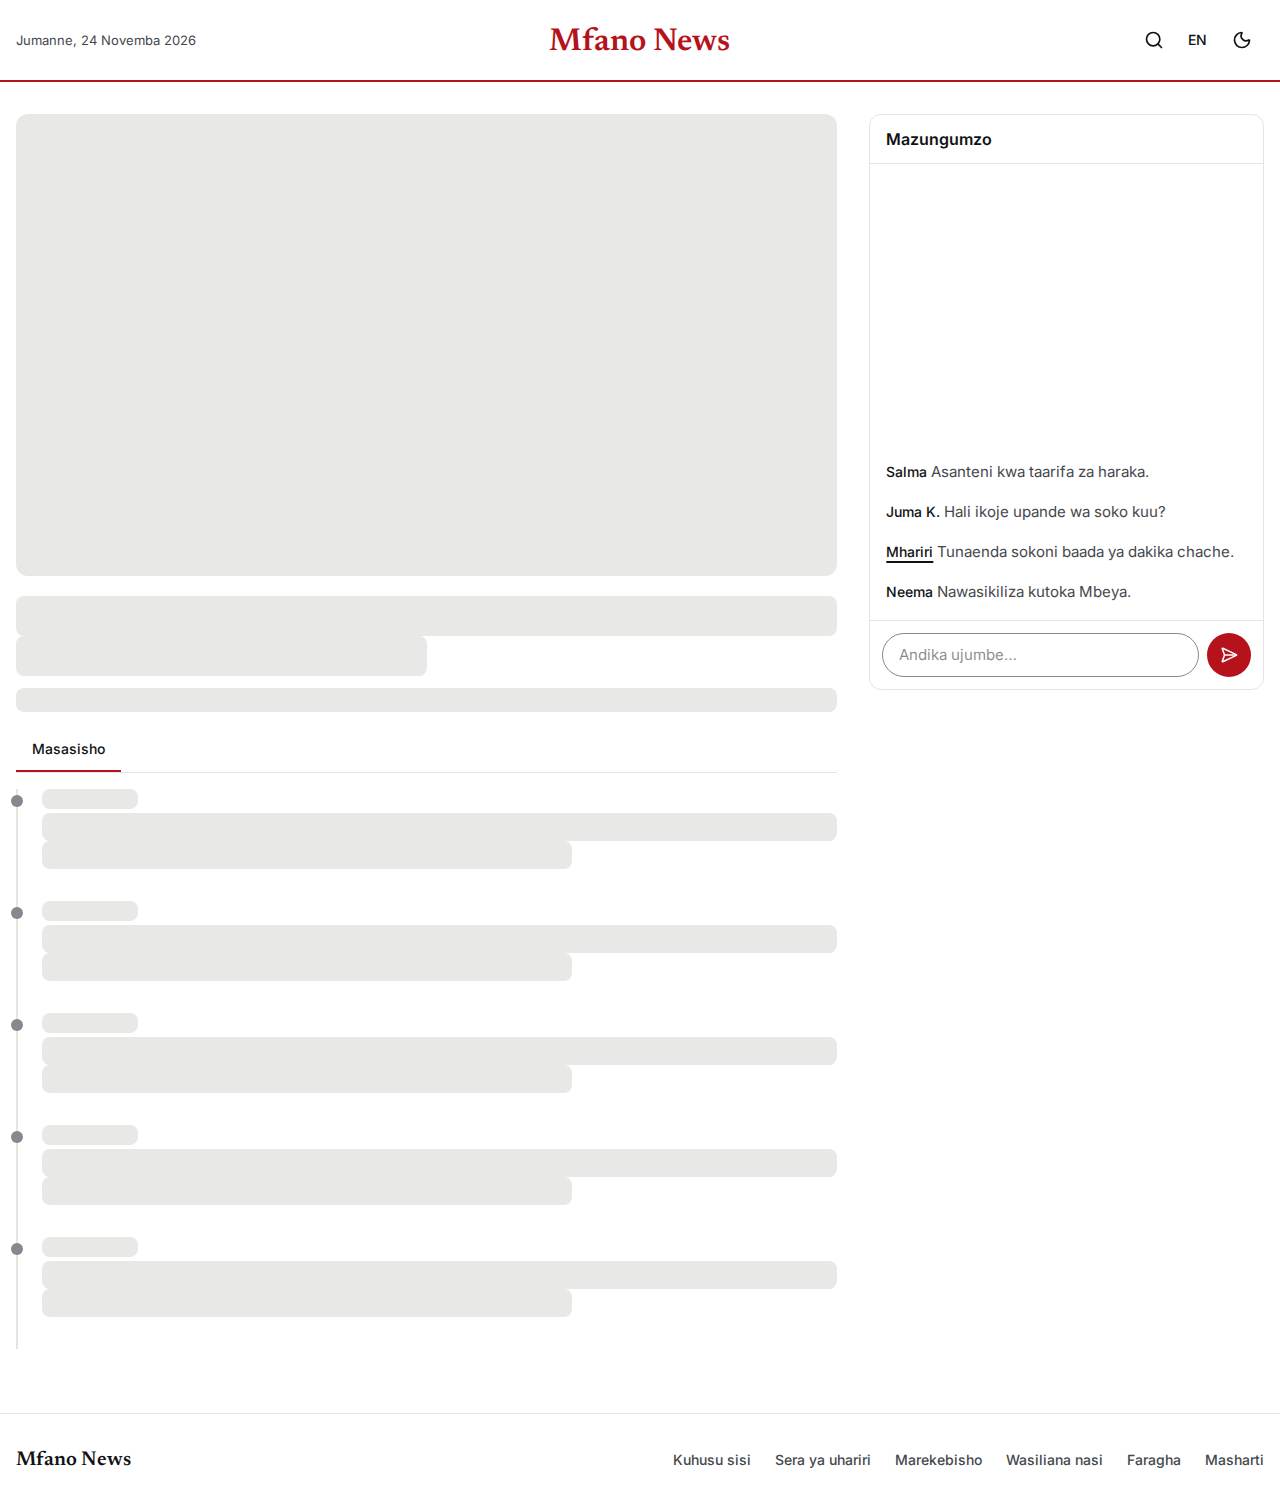 Jumanne, 24 Novemba 2026
Mfano News
EN
Mazungumzo
Salma Asanteni kwa taarifa za haraka.
Juma K. Hali ikoje upande wa soko kuu?
Mhariri Tunaenda sokoni baada ya dakika chache.
Neema Nawasikiliza kutoka Mbeya.
Andika ujumbe...
Masasisho
Mfano News
Kuhusu sisi
Sera ya uhariri
Marekebisho
Wasiliana nasi
Faragha
Masharti